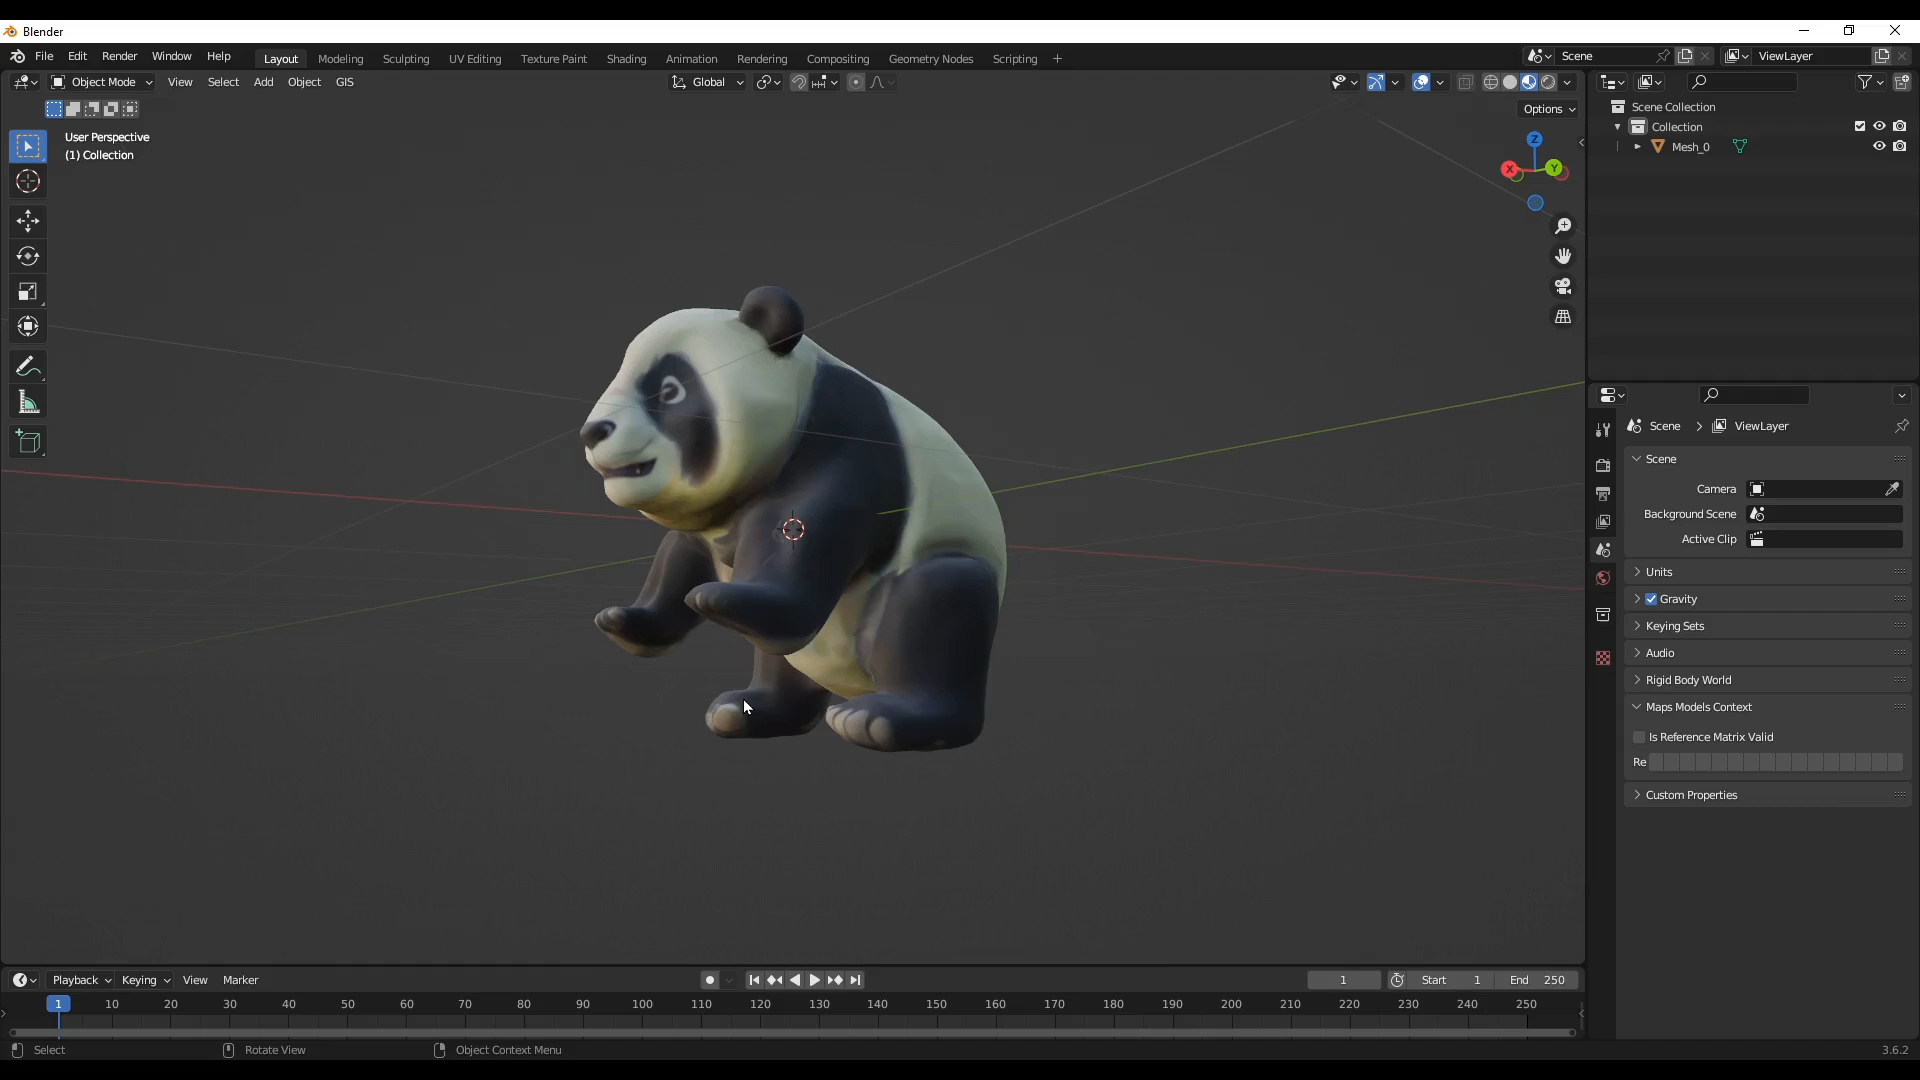 Blender
File Edit Render Window Help Layout Modeling Sculpting UV Editing Texture Paint Shading Animation Rendering Compositing Geometry Nodes Scripting + Scene ViewLayer
Object Mode View Select Add Object GIS Global
Options
User Perspective
(1) Collection
Z
X Y
Scene Collection
Collection
Mesh_0
Scene > ViewLayer
Scene
Camera
Background Scene
Active Clip
Units
Gravity
Keying Sets
Audio
Rigid Body World
Maps Models Context
Is Reference Matrix Valid
Re
Custom Properties
Playback Keying View Marker 1 Start 1 End 250
1 10 20 30 40 50 60 70 80 90 100 110 120 130 140 150 160 170 180 190 200 210 220 230 240 250
Select Rotate View Object Context Menu 3.6.2